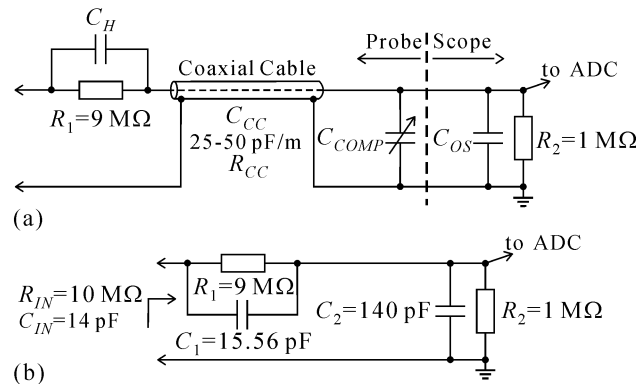 C_H
R_1=9 MΩ
Coaxial Cable
C_CC
25-50 pF/m
R_CC
Probe
Scope
to ADC
C_COMP
C_OS
R_2=1 MΩ
(a)
R_IN=10 MΩ
C_IN=14 pF
R_1=9 MΩ
C_1=15.56 pF
C_2=140 pF
to ADC
R_2=1 MΩ
(b)